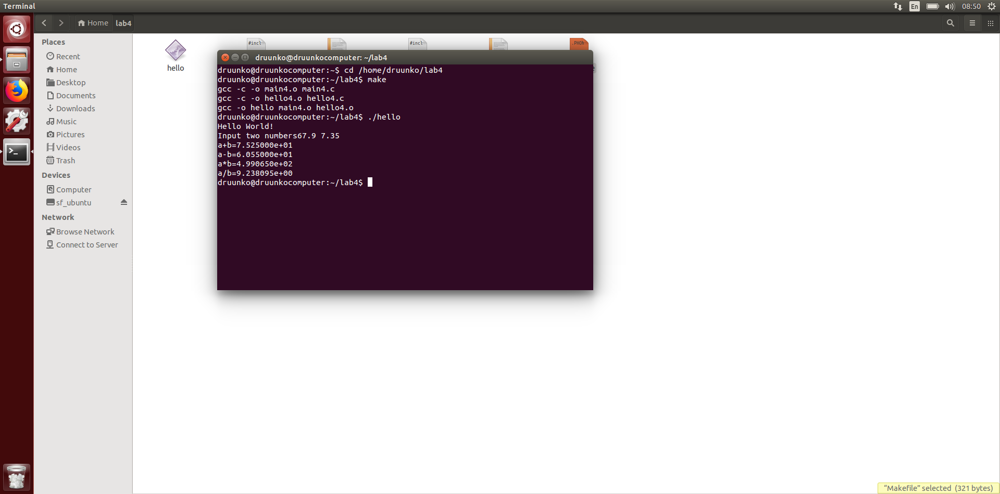 Terminal
En
08:50
Home
lab4
Places
Recent
Home
Desktop
Documents
Downloads
Music
Pictures
Videos
Trash
Devices
Computer
sf_ubuntu
Network
Browse Network
Connect to Server
hello
#incl
#incl
.PHON
druunko@druunkocomputer: ~/lab4
druunko@druunkocomputer:~$ cd /home/druunko/lab4
druunko@druunkocomputer:~/lab4$ make
gcc -c -o main4.o main4.c
gcc -c -o hello4.o hello4.c
gcc -o hello main4.o hello4.o
druunko@druunkocomputer:~/lab4$ ./hello
Hello World!
Input two numbers67.9 7.35
a+b=7.525000e+01
a-b=6.055000e+01
a*b=4.990650e+02
a/b=9.238095e+00
druunko@druunkocomputer:~/lab4$
“Makefile” selected (321 bytes)